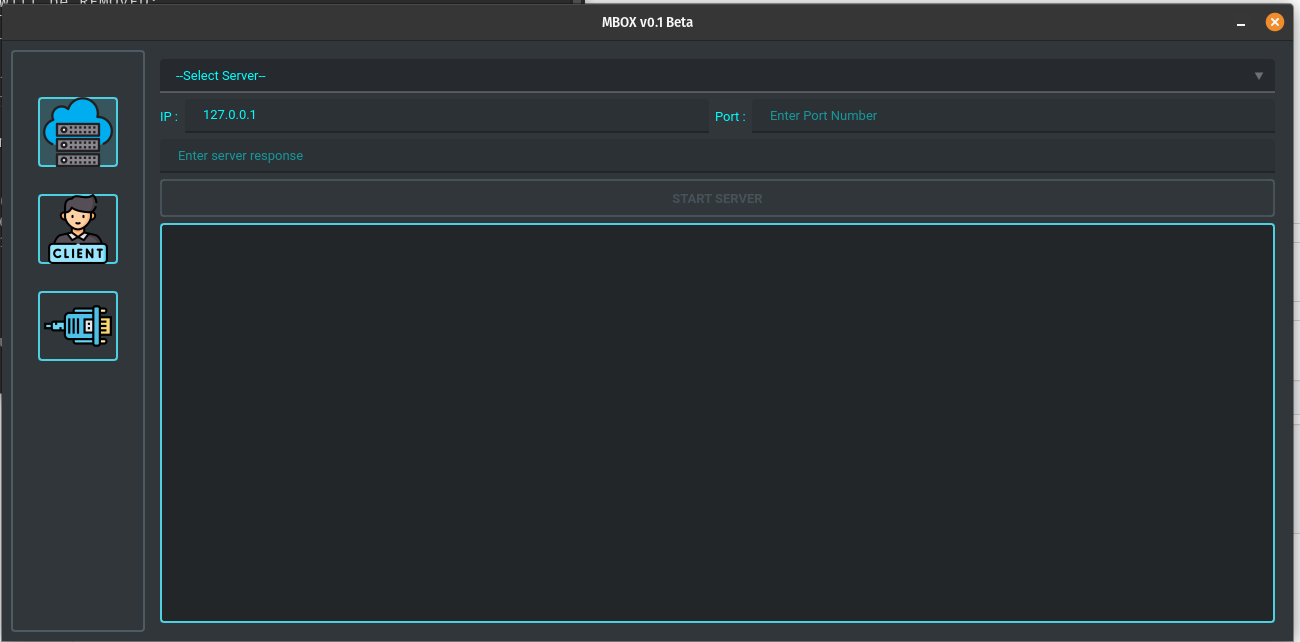 MBOX v0.1 Beta
--Select Server--
IP : 127.0.0.1 Port : Enter Port Number
Enter server response
START SERVER
CLIENT